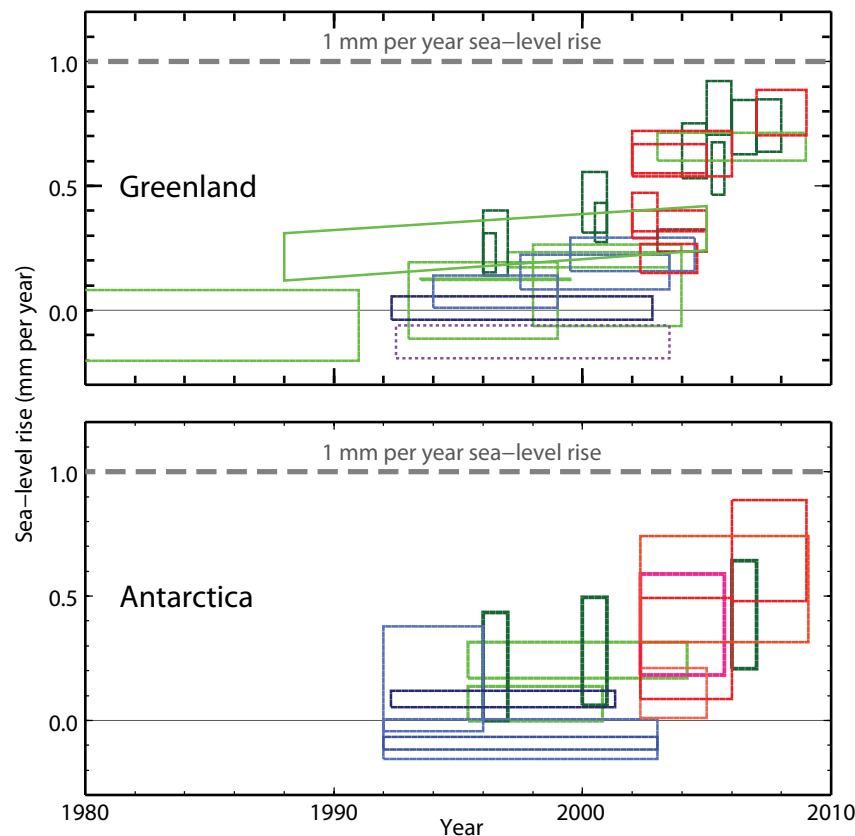 1 mm per year sea−level rise
1.0
0.5
Greenland
0.0
Sea−level rise (mm per year)
1 mm per year sea−level rise
1.0
0.5
Antarctica
0.0
1980 1990 2000 2010
Year